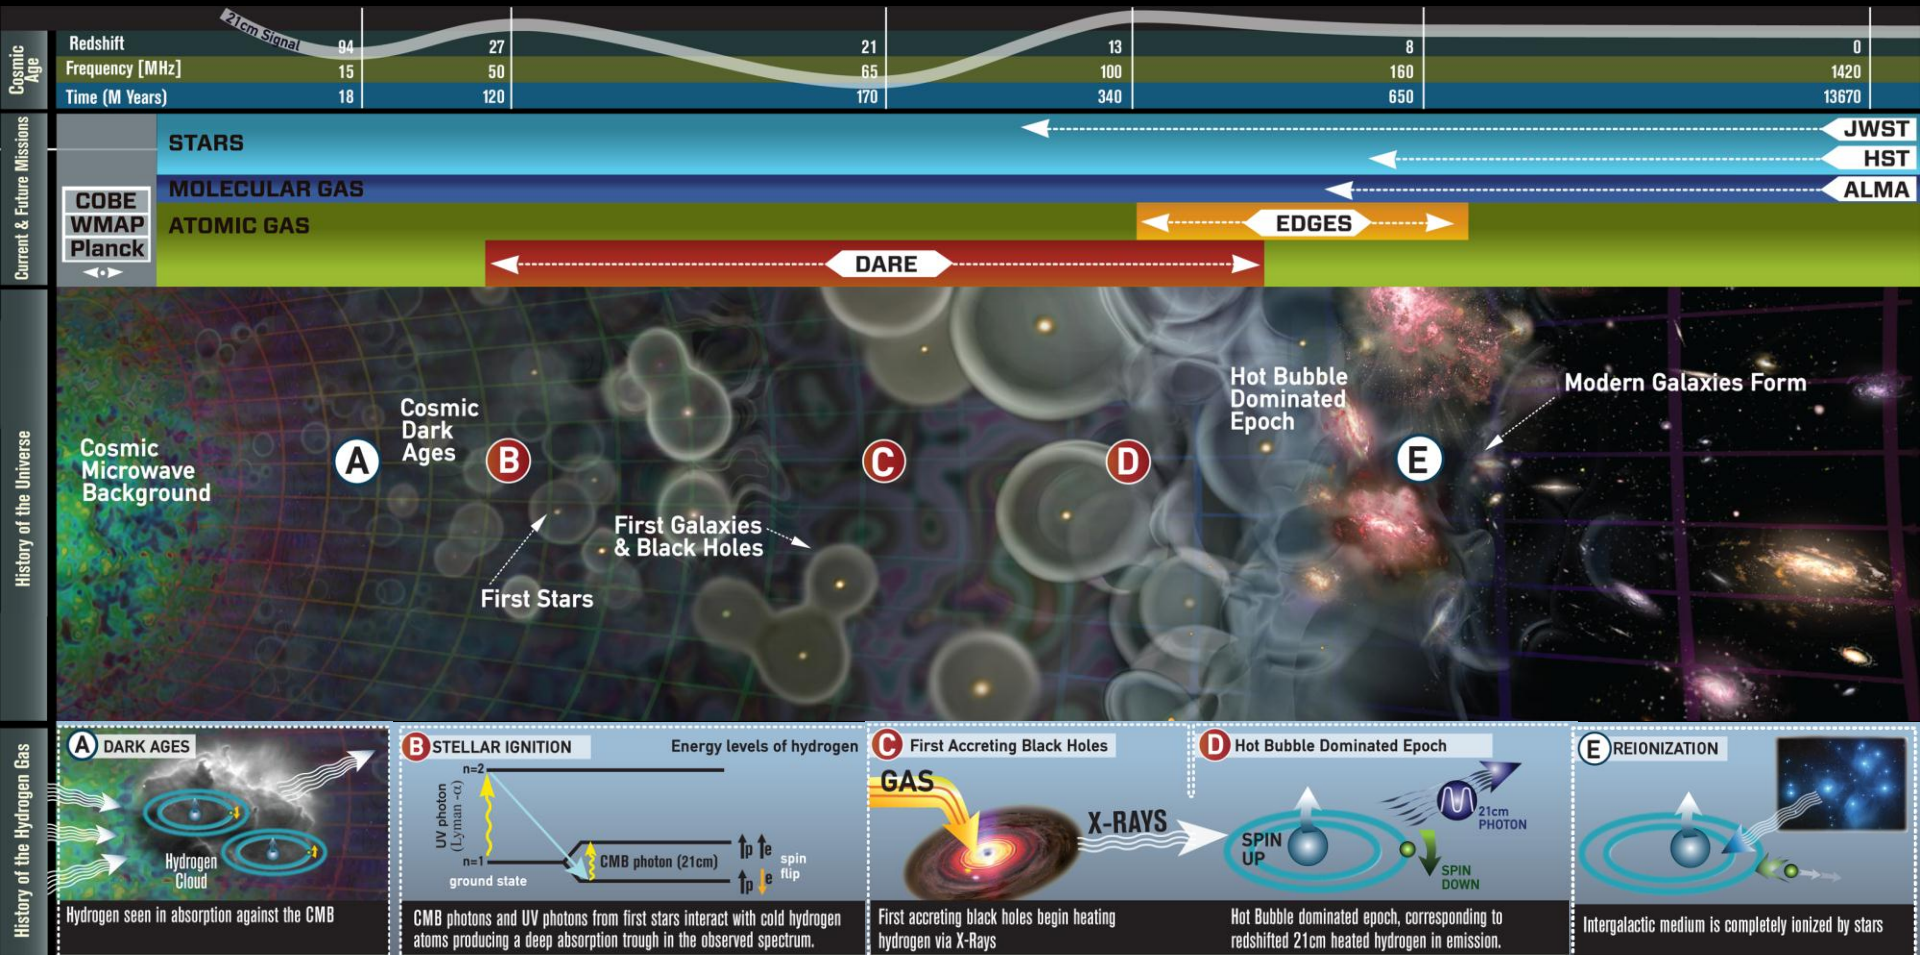 21cm Signal
Cosmic Age
Redshift 94 27 21 13 8 0
Frequency [MHz] 15 50 65 100 160 1420
Time (M Years) 18 120 170 340 650 13670
Current & Future Missions
STARS
JWST
HST
MOLECULAR GAS
ALMA
COBE
WMAP
Planck
ATOMIC GAS
EDGES
DARE
History of the Universe
Cosmic
Microwave
Background
A
Cosmic
Dark
Ages
B
First Stars
First Galaxies
& Black Holes
C
D
Hot Bubble
Dominated
Epoch
E
Modern Galaxies Form
History of the Hydrogen Gas
A DARK AGES
Hydrogen
Cloud
Hydrogen seen in absorption against the CMB
B STELLAR IGNITION
Energy levels of hydrogen
n=2
UV photon
(Lyman -α)
n=1
ground state
CMB photon (21cm)
p e
p e
spin
flip
CMB photons and UV photons from first stars interact with cold hydrogen
atoms producing a deep absorption trough in the observed spectrum.
C First Accreting Black Holes
GAS
X-RAYS
First accreting black holes begin heating
hydrogen via X-Rays
D Hot Bubble Dominated Epoch
SPIN
UP
21cm
PHOTON
SPIN
DOWN
Hot Bubble dominated epoch, corresponding to
redshifted 21cm heated hydrogen in emission.
E REIONIZATION
Intergalactic medium is completely ionized by stars